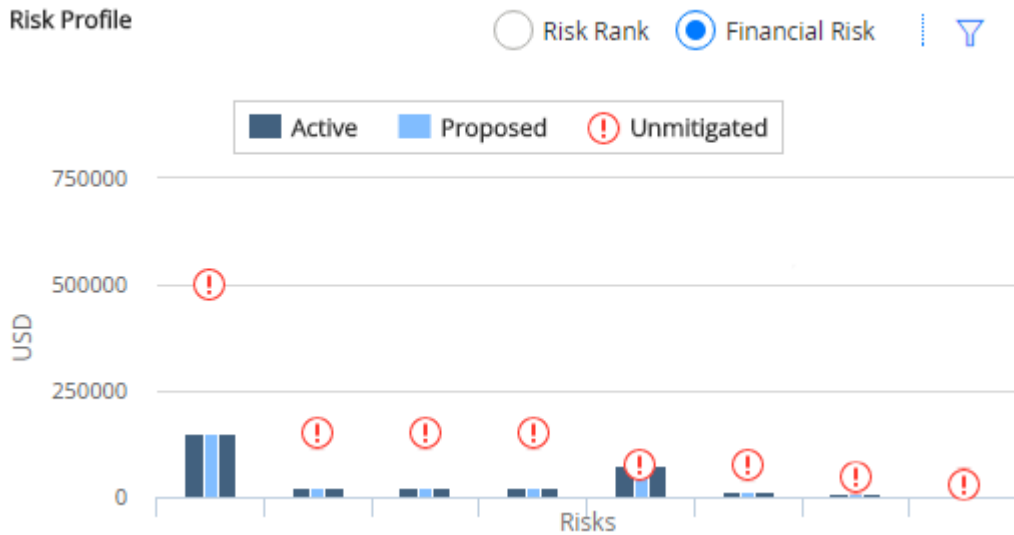 Risk Profile
Risk Rank Financial Risk
Active Proposed Unmitigated
750000
500000
250000
0
USD
Risks